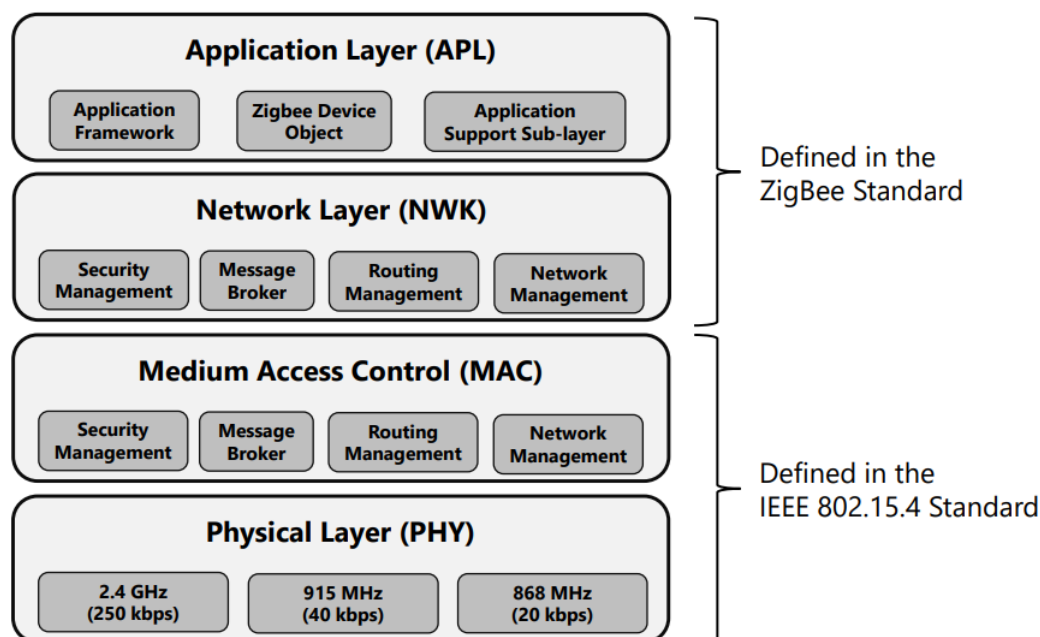 Application Layer (APL)
Application
Framework
Zigbee Device
Object
Application
Support Sub-layer
Defined in the
ZigBee Standard
Network Layer (NWK)
Security
Management
Message
Broker
Routing
Management
Network
Management
Medium Access Control (MAC)
Security
Management
Message
Broker
Routing
Management
Network
Management
Defined in the
IEEE 802.15.4 Standard
Physical Layer (PHY)
2.4 GHz
(250 kbps)
915 MHz
(40 kbps)
868 MHz
(20 kbps)